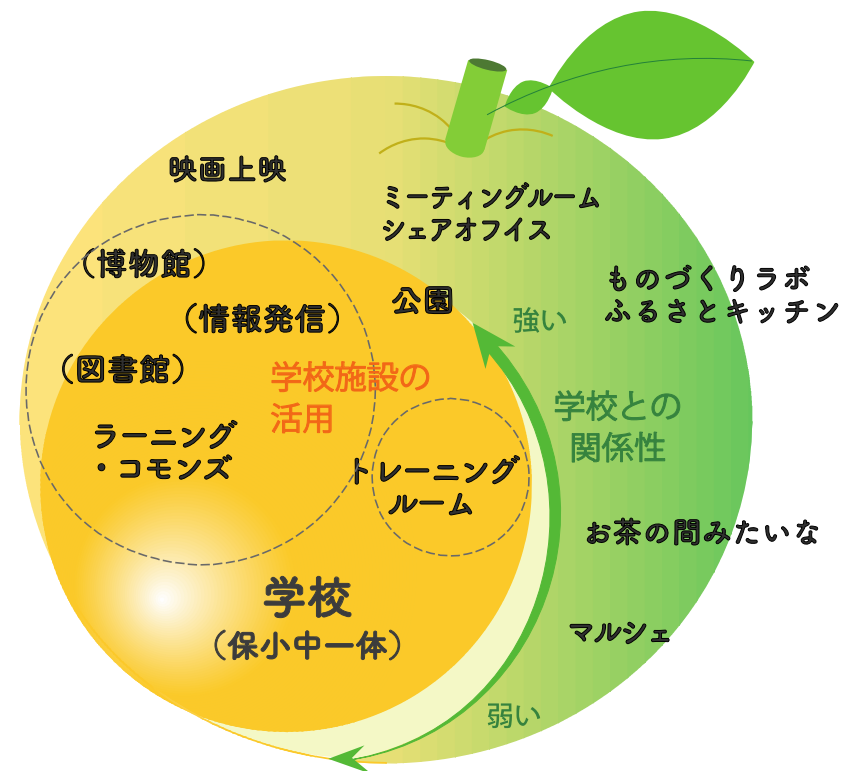 映画上映
ミーティングルーム
シェアオフィス
（博物館）
ものづくりラボ
ふるさとキッチン
公園
（情報発信）
強い
（図書館）
学校施設の
活用
学校との
関係性
ラーニング
・コモンズ
トレーニング
ルーム
お茶の間みたいな
学校
（保小中一体）
マルシェ
弱い